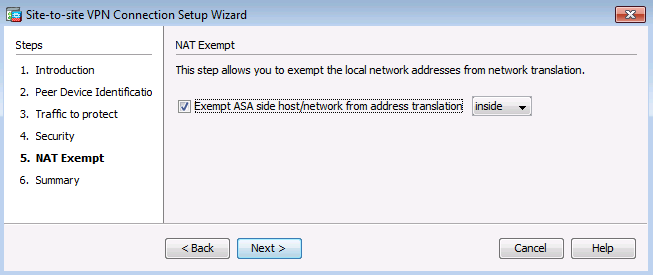 Site-to-site VPN Connection Setup Wizard
Steps
1. Introduction
2. Peer Device Identificatio
3. Traffic to protect
4. Security
5. NAT Exempt
6. Summary
NAT Exempt
This step allows you to exempt the local network addresses from network translation.
Exempt ASA side host/network from address translation inside
< Back Next > Cancel Help